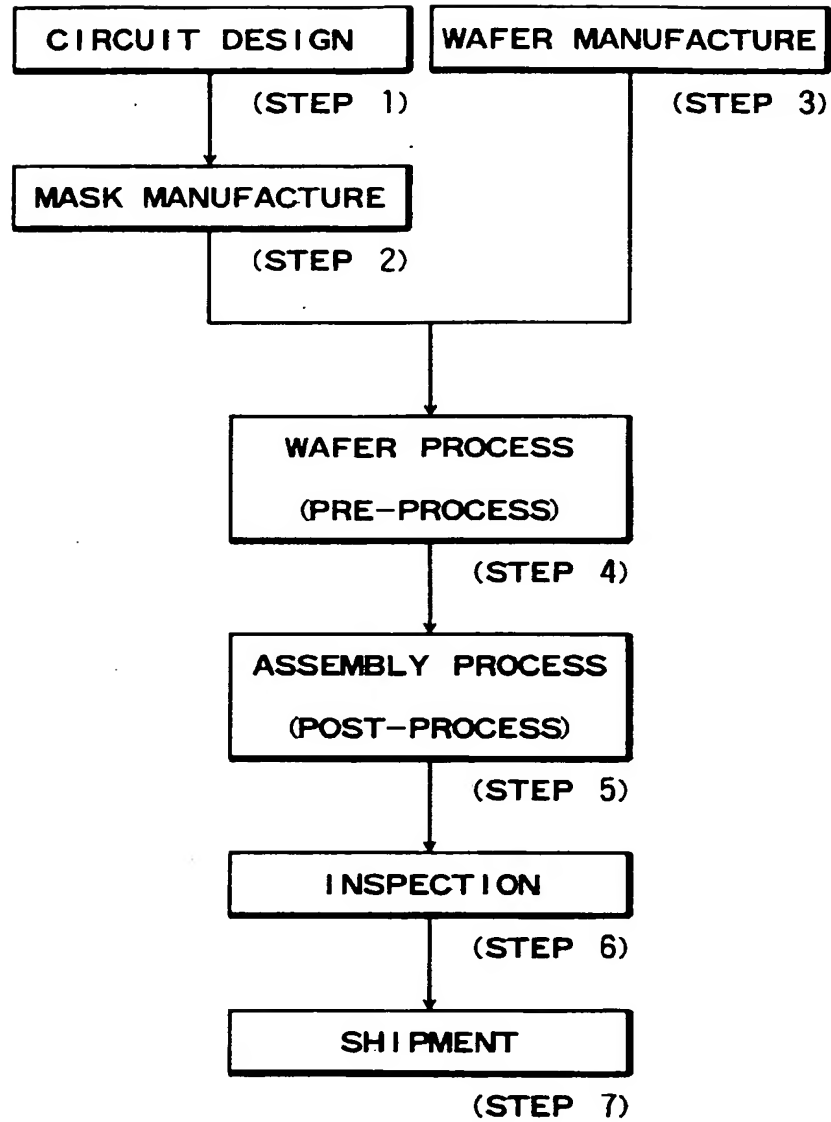 CIRCUIT DESIGN
(STEP 1)
MASK MANUFACTURE
(STEP 2)
WAFER MANUFACTURE
(STEP 3)
WAFER PROCESS
(PRE-PROCESS)
(STEP 4)
ASSEMBLY PROCESS
(POST-PROCESS)
(STEP 5)
INSPECTION
(STEP 6)
SHIPMENT
(STEP 7)